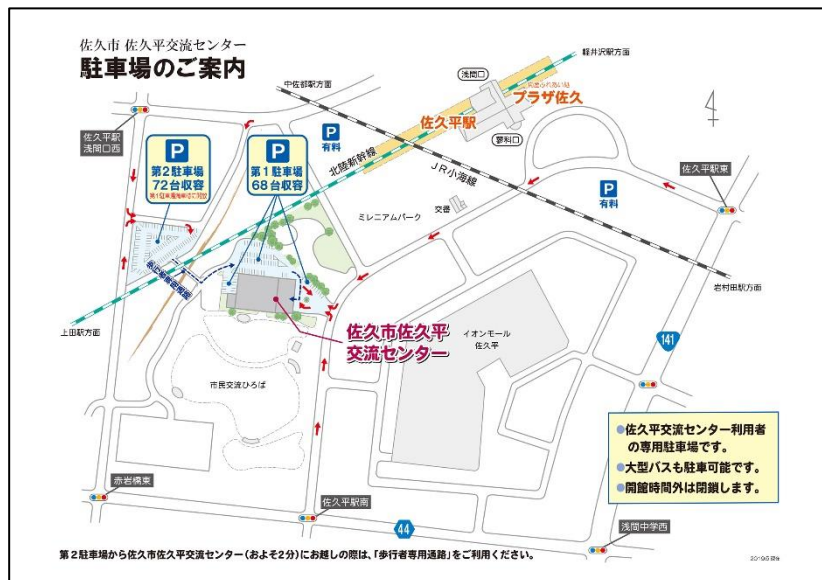 佐久市 佐久平交流センター
駐車場のご案内
軽井沢駅方面
中佐都駅方面
浅間口
プラザ佐久
佐久平駅
蓼科口
佐久平駅
浅間口西
P
有料
P
第2駐車場
72台収容
P
第1駐車場
68台収容
北陸新幹線
JR小海線
P
有料
佐久平駅東
交番
ミレニアムパーク
岩村田駅方面
上田駅方面
佐久市佐久平
交流センター
イオンモール
佐久平
141
市民交流ひろば
●佐久平交流センター利用者
の専用駐車場です。
●大型バスも駐車可能です。
●開館時間外は閉鎖します。
赤岩橋東
佐久平駅南
44
浅間中学西
第2駐車場から佐久市佐久平交流センター(およそ2分)にお越しの際は、「歩行者専用通路」をご利用ください。